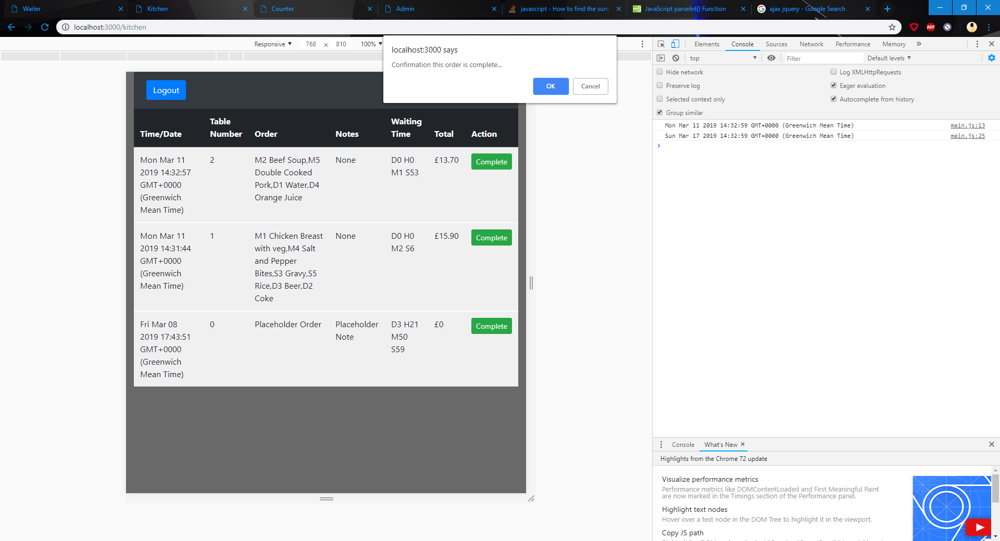 Waiter
Kitchen
Counter
Admin
javascript - How to find the sum
JavaScript parseInt() Function
ajax jquery - Google Search
localhost:3000/kitchen
ABP
Responsive
768 x 810
100%
localhost:3000 says
Confirmation this order is complete...
OK
Cancel
Logout
Time/Date
Table Number
Order
Notes
Waiting Time
Total
Action
Mon Mar 11
2019 14:32:57
GMT+0000
(Greenwich
Mean Time)
2
M2 Beef Soup,M5
Double Cooked
Pork,D1 Water,D4
Orange Juice
None
D0 H0
M1 S53
£13.70
Complete
Mon Mar 11
2019 14:31:44
GMT+0000
(Greenwich
Mean Time)
1
M1 Chicken Breast
with veg,M4 Salt
and Pepper
Bites,S3 Gravy,S5
Rice,D3 Beer,D2
Coke
None
D0 H0
M2 S6
£15.90
Complete
Fri Mar 08
2019 17:43:51
GMT+0000
(Greenwich
Mean Time)
0
Placeholder Order
Placeholder
Note
D3 H21
M50
S59
£0
Complete
Elements
Console
Sources
Network
Performance
Memory
top
Filter
Default levels
Hide network
Log XMLHttpRequests
Preserve log
Eager evaluation
Selected context only
Autocomplete from history
Group similar
Mon Mar 11 2019 14:32:59 GMT+0000 (Greenwich Mean Time) main.js:13
Sun Mar 17 2019 14:32:59 GMT+0000 (Greenwich Mean Time) main.js:25
Console
What's New
Highlights from the Chrome 72 update
Visualize performance metrics
Performance metrics like DOMContentLoaded and First Meaningful Paint
are now marked in the Timings section of the Performance panel.
Highlight text nodes
Hover over a text node in the DOM Tree to highlight it in the viewport.
Copy JS path